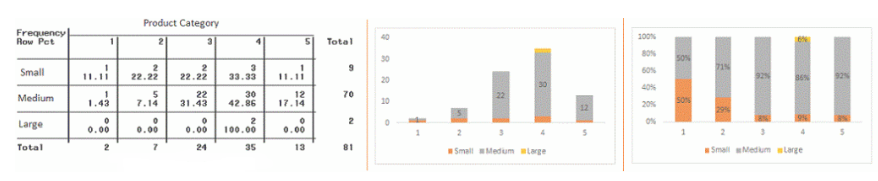 Product Category
Frequency
Row Pct 1 2 3 4 5 Total
Small 1 2 2 3 1 9
11.11 22.22 22.22 33.33 11.11
Medium 1 5 22 30 12 70
1.43 7.14 31.43 42.86 17.14
Large 0 0 0 2 0 2
0.00 0.00 0.00 100.00 0.00
Total 2 7 24 35 13 81
40
30
20
10
0
1 5 22 30 12
1 2 3 4 5
Small Medium Large
100%
80%
60%
40%
20%
0%
50% 71% 92% 6% 86% 92%
50% 29% 8% 9% 8%
1 2 3 4 5
Small Medium Large